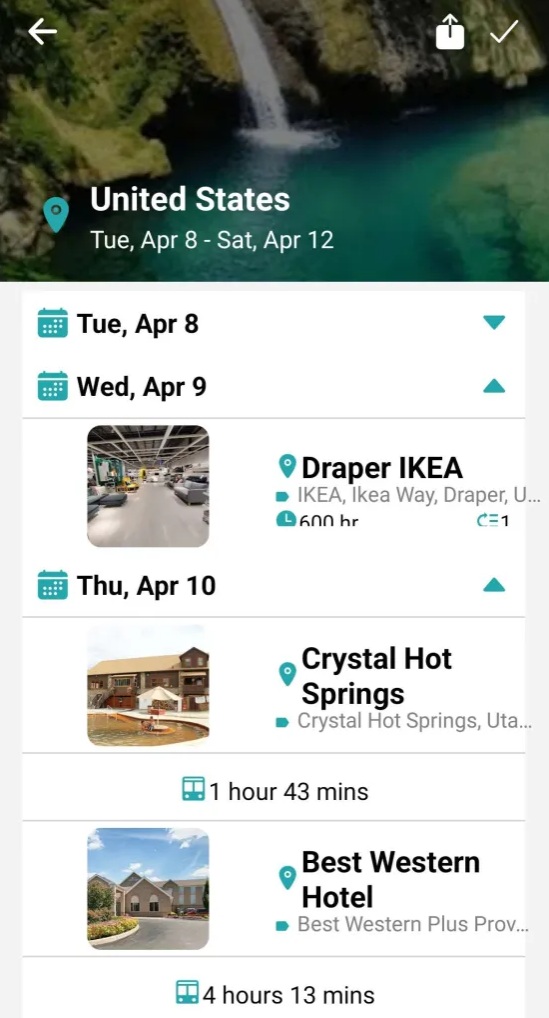 United States
Tue, Apr 8 - Sat, Apr 12
Tue, Apr 8
Wed, Apr 9
Draper IKEA
IKEA, Ikea Way, Draper, U...
600 hr 1
Thu, Apr 10
Crystal Hot
Springs
Crystal Hot Springs, Uta...
1 hour 43 mins
Best Western
Hotel
Best Western Plus Prov...
4 hours 13 mins